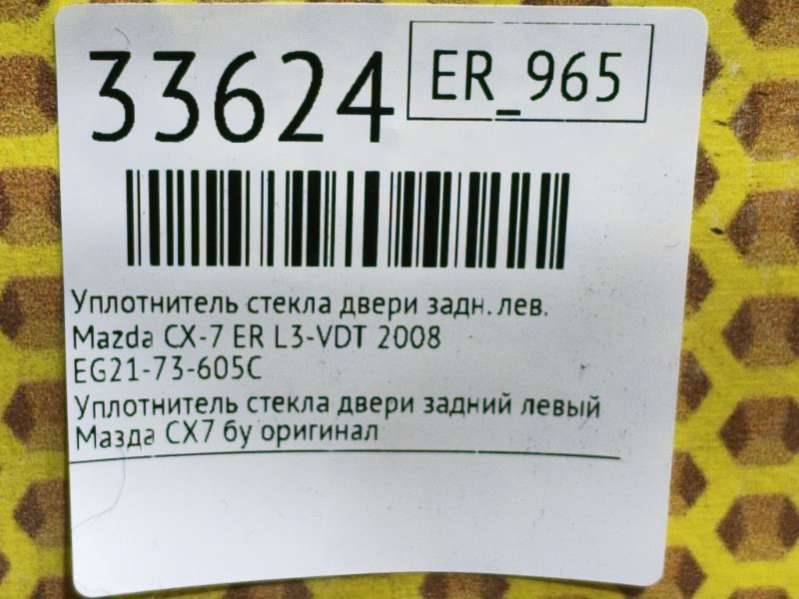 33624
ER_965
Уплотнитель стекла двери задн. лев.
Mazda CX-7 ER L3-VDT 2008
EG21-73-605C
Уплотнитель стекла двери задний левый
Мазда СХ7 бу оригинал